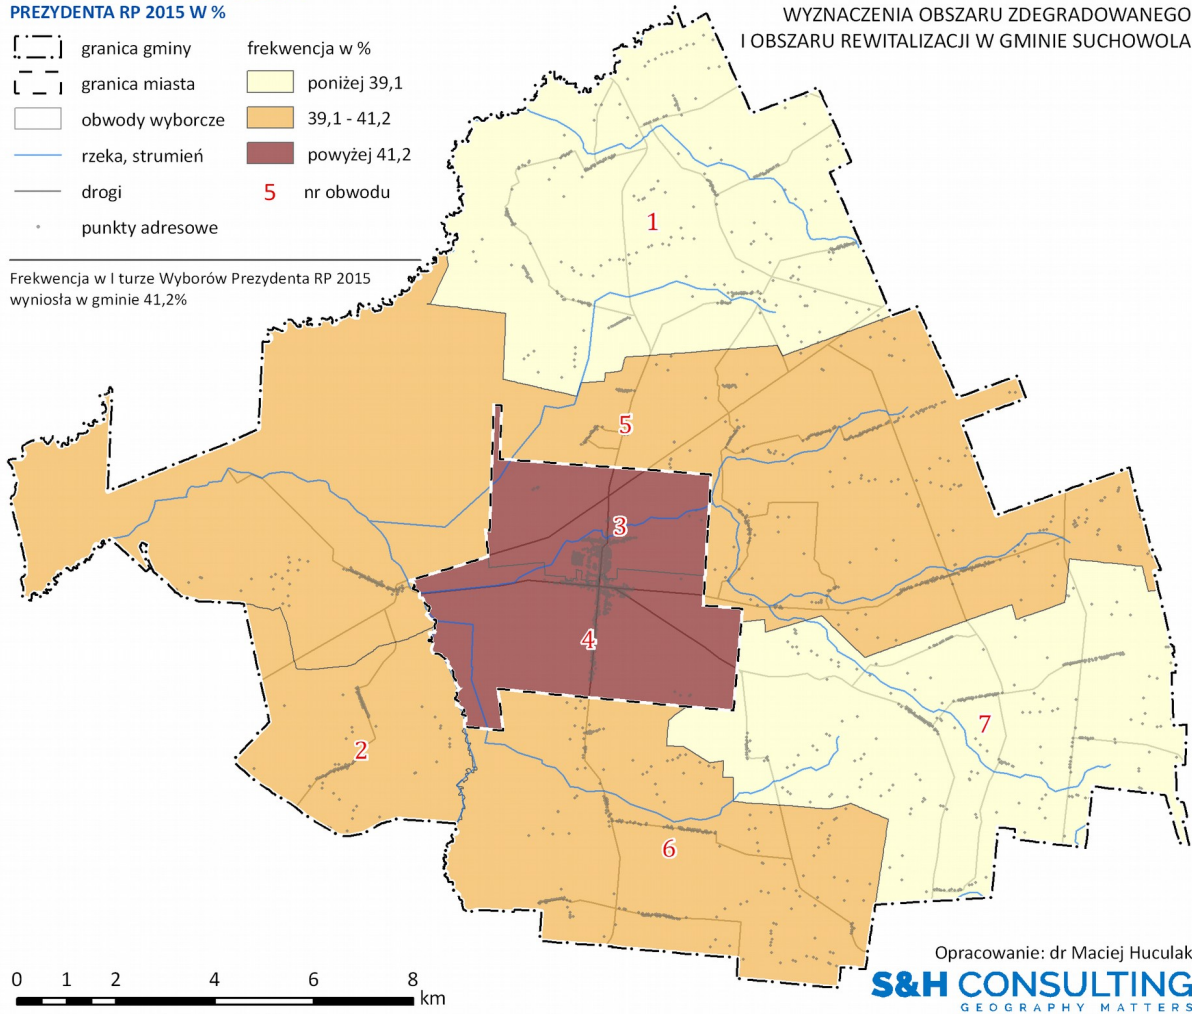 PREZYDENTA RP 2015 W %
WYZNACZENIA OBSZARU ZDEGRADOWANEGO
I OBSZARU REWITALIZACJI W GMINIE SUCHOWOLA
granica gminy
granica miasta
obwody wyborcze
rzeka, strumień
drogi
punkty adresowe
frekwencja w %
poniżej 39,1
39,1 - 41,2
powyżej 41,2
5 nr obwodu
Frekwencja w I turze Wyborów Prezydenta RP 2015
wyniosła w gminie 41,2%
1
5
3
4
2
7
6
0 1 2 4 6 8 km
Opracowanie: dr Maciej Huculak
S&H CONSULTING
GEOGRAPHY MATTERS